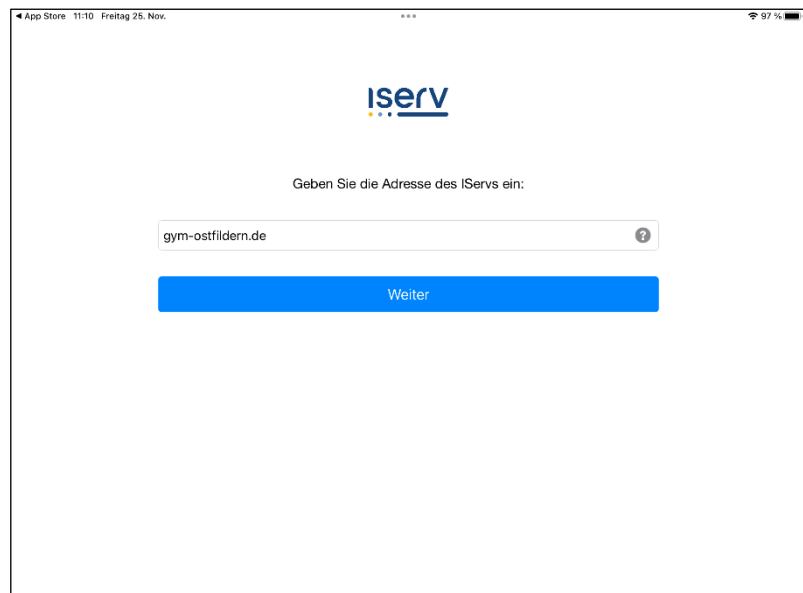 App Store 11:10 Freitag 25. Nov. 97 %
Iserv
Geben Sie die Adresse des IServs ein:
gym-ostfildern.de ?
Weiter